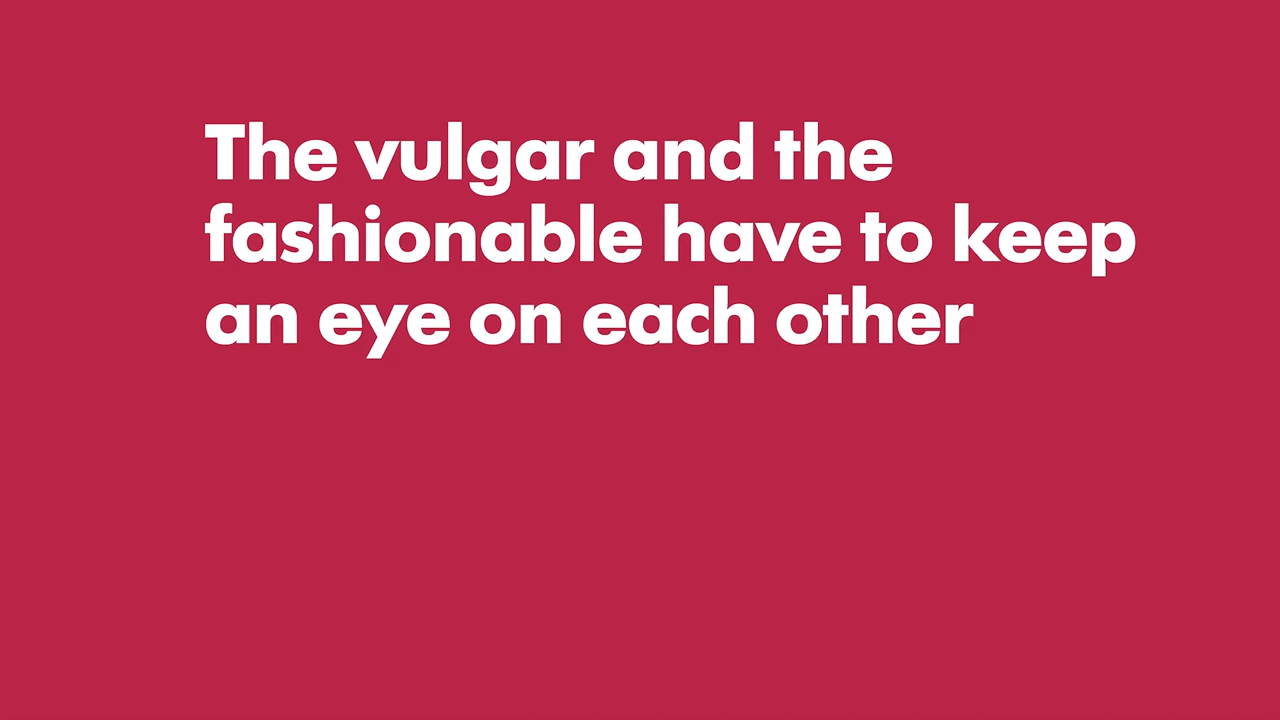 The vulgar and the
fashionable have to keep
an eye on each other